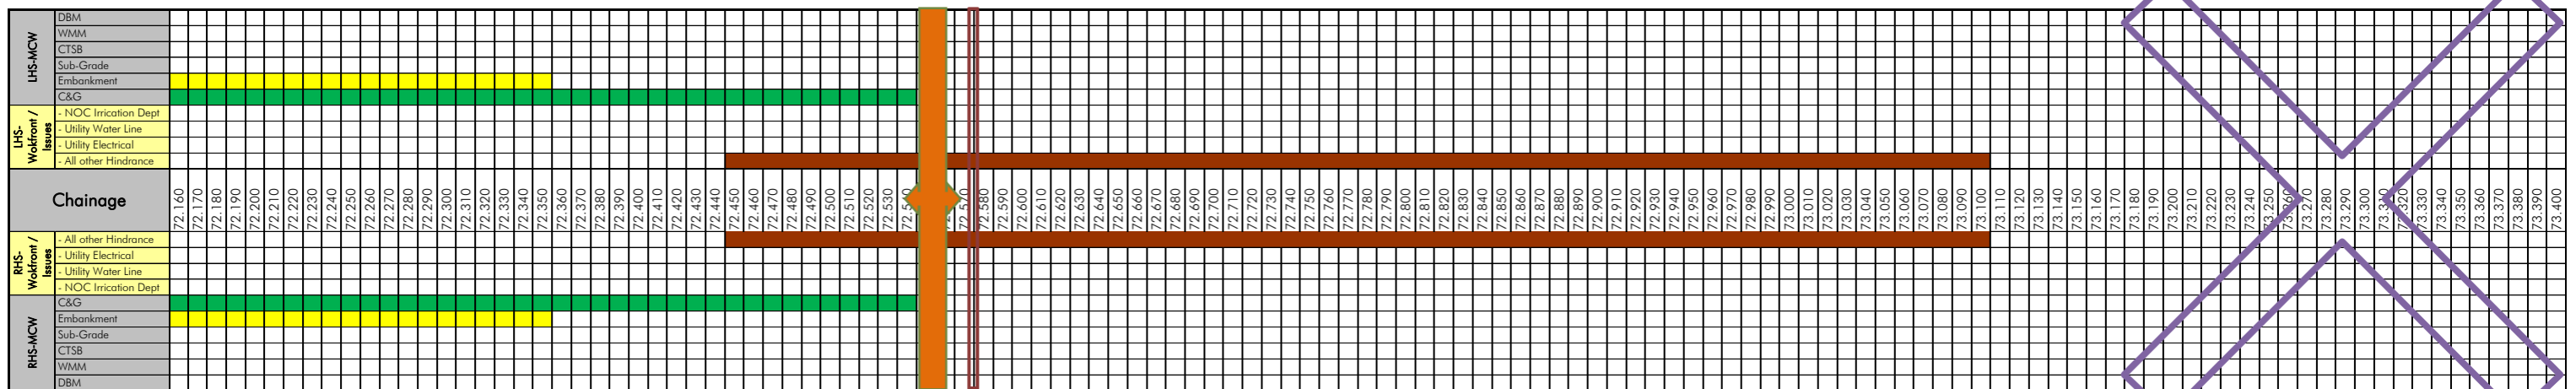 LHS-MCW
DBM
WMM
CTSB
Sub-Grade
Embankment
C&G
LHS-
Wokfront /
Issues
- NOC Irrication Dept
- Utility Water Line
- Utility Electrical
- All other Hindrance
Chainage 72.160 72.170 72.180 72.190 72.200 72.210 72.220 72.230 72.240 72.250 72.260 72.270 72.280 72.290 72.300 72.310 72.320 72.330 72.340 72.350 72.360 72.370 72.380 72.390 72.400 72.410 72.420 72.430 72.440 72.450 72.460 72.470 72.480 72.490 72.500 72.510 72.520 72.530 72.580 72.590 72.600 72.610 72.620 72.630 72.640 72.650 72.660 72.670 72.680 72.690 72.700 72.710 72.720 72.730 72.740 72.750 72.760 72.770 72.780 72.790 72.800 72.810 72.820 72.830 72.840 72.850 72.860 72.870 72.880 72.890 72.900 72.910 72.920 72.930 72.940 72.950 72.960 72.970 72.980 72.990 73.000 73.010 73.020 73.030 73.040 73.050 73.060 73.070 73.080 73.090 73.100 73.110 73.120 73.130 73.140 73.150 73.160 73.170 73.180 73.190 73.200 73.210 73.220 73.230 73.240 73.250 73.270 73.280 73.290 73.300 73.320 73.330 73.340 73.350 73.360 73.370 73.380 73.390 73.400
RHS-
Wokfront /
Issues
- All other Hindrance
- Utility Electrical
- Utility Water Line
- NOC Irrication Dept
RHS-MCW
C&G
Embankment
Sub-Grade
CTSB
WMM
DBM